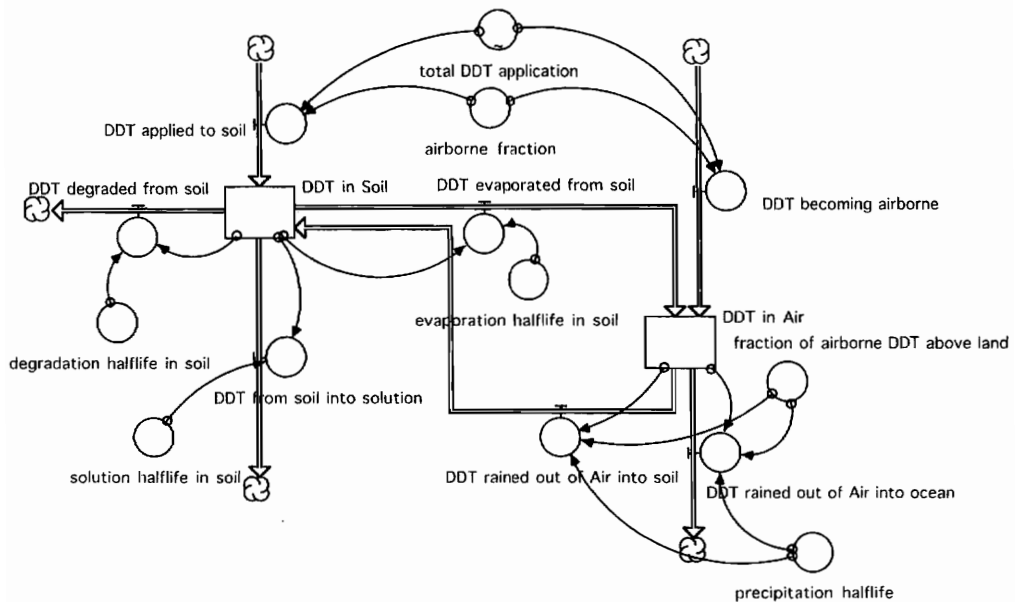 total DDT application
DDT applied to soil
airborne fraction
DDT degraded from soil
DDT in Soil
DDT evaporated from soil
DDT becoming airborne
evaporation halflife in soil
DDT in Air
fraction of airborne DDT above land
degradation halflife in soil
DDT from soil into solution
solution halflife in soil
DDT rained out of Air into soil
DDT rained out of Air into ocean
precipitation halflife